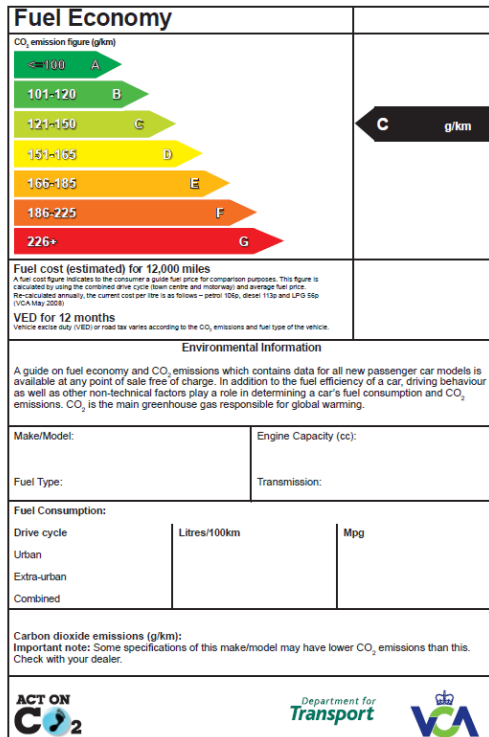 Fuel Economy
CO2 emission figure (g/km)
<=100 A
101-120 B
121-150 C
C g/km
151-165 D
166-185 E
186-225 F
226+ G
Fuel cost (estimated) for 12,000 miles
A fuel cost figure indicates to the consumer a guide fuel price for comparison purposes. This figure is
calculated by using the combined drive cycle (town centre and motorway) and average fuel price.
Re-calculated annually, the current cost per litre is as follows – petrol 106p, diesel 113p and LPG 56p
(VCA May 2008)
VED for 12 months
Vehicle excise duty (VED) or road tax varies according to the CO2 emissions and fuel type of the vehicle.
Environmental Information
A guide on fuel economy and CO2 emissions which contains data for all new passenger car models is
available at any point of sale free of charge. In addition to the fuel efficiency of a car, driving behaviour
as well as other non-technical factors play a role in determining a car's fuel consumption and CO2
emissions. CO2 is the main greenhouse gas responsible for global warming.
Make/Model: Engine Capacity (cc):
Fuel Type: Transmission:
Fuel Consumption:
Drive cycle Litres/100km Mpg
Urban
Extra-urban
Combined
Carbon dioxide emissions (g/km):
Important note: Some specifications of this make/model may have lower CO2 emissions than this.
Check with your dealer.
ACT ON
CO2
Department for
Transport
VCA